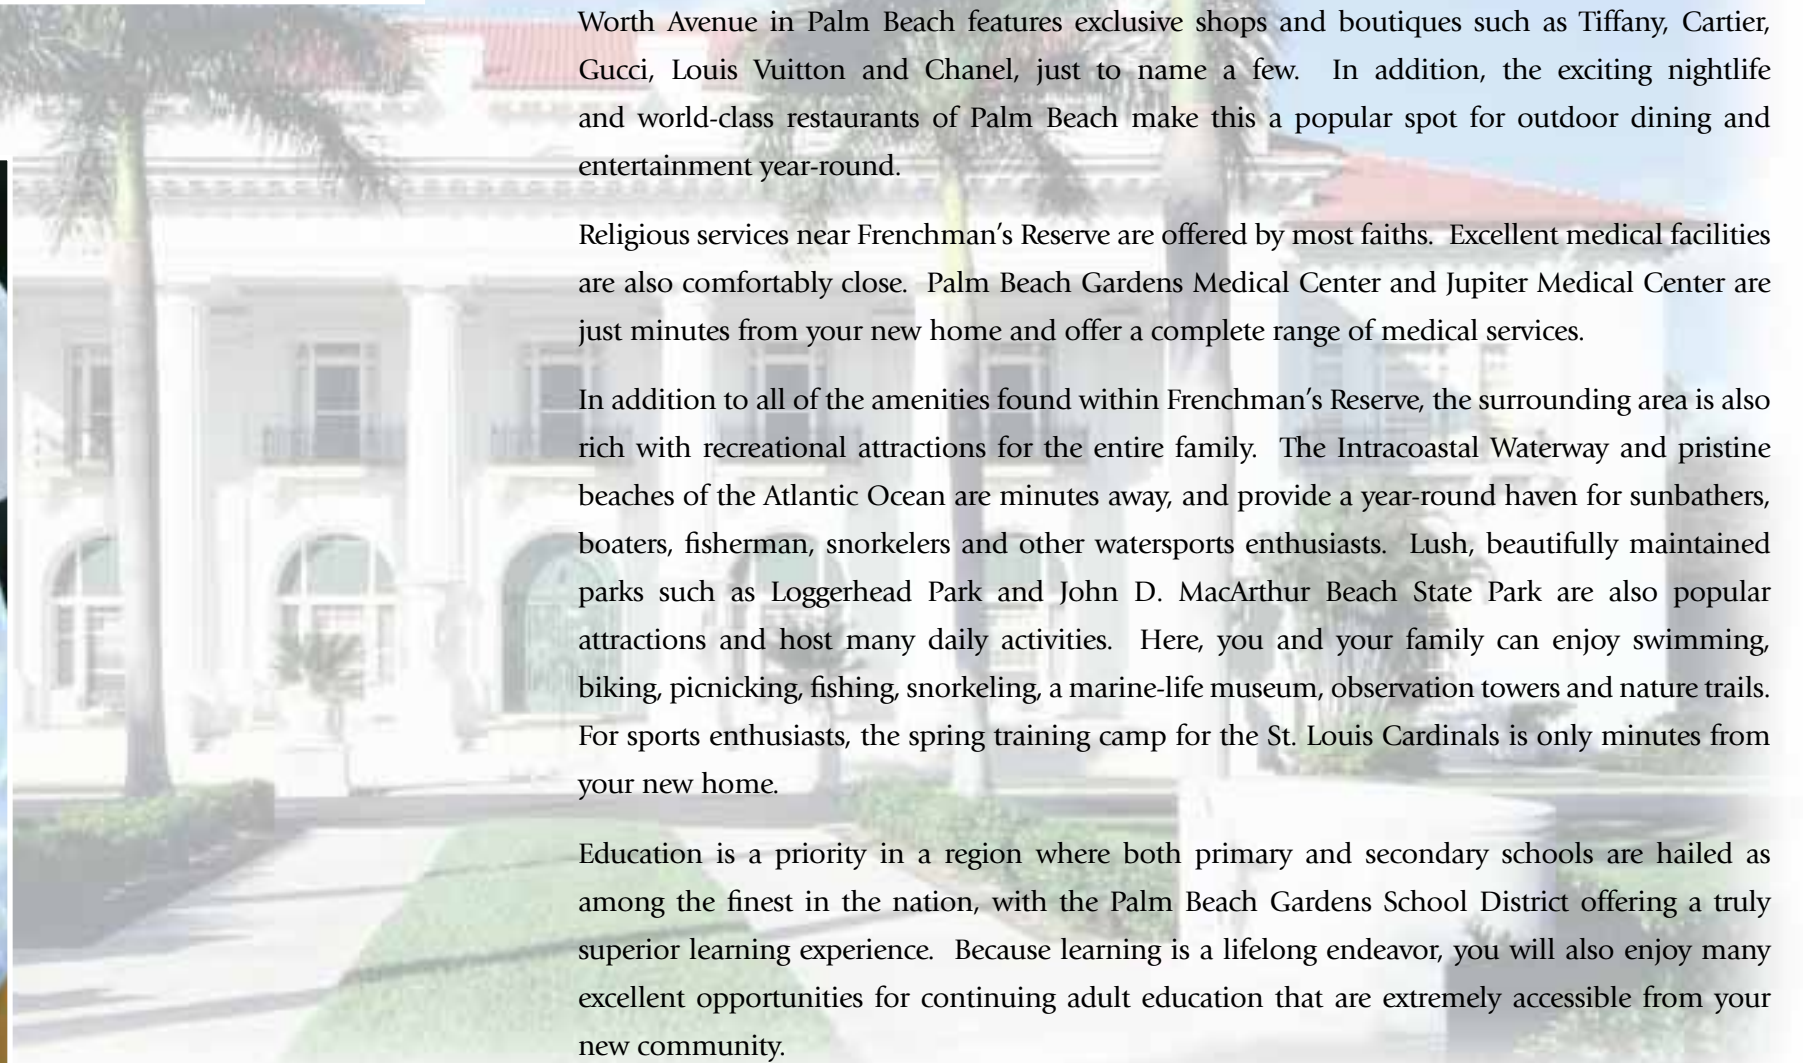 Worth Avenue in Palm Beach features exclusive shops and boutiques such as Tiffany, Cartier,
Gucci, Louis Vuitton and Chanel, just to name a few.  In addition, the exciting nightlife
and world-class restaurants of Palm Beach make this a popular spot for outdoor dining and
entertainment year-round.
Religious services near Frenchman’s Reserve are offered by most faiths.  Excellent medical facilities
are also comfortably close.  Palm Beach Gardens Medical Center and Jupiter Medical Center are
just minutes from your new home and offer a complete range of medical services.
In addition to all of the amenities found within Frenchman’s Reserve, the surrounding area is also
rich with recreational attractions for the entire family.  The Intracoastal Waterway and pristine
beaches of the Atlantic Ocean are minutes away, and provide a year-round haven for sunbathers,
boaters, fisherman, snorkelers and other watersports enthusiasts.  Lush, beautifully maintained
parks such as Loggerhead Park and John D. MacArthur Beach State Park are also popular
attractions and host many daily activities.  Here, you and your family can enjoy swimming,
biking, picnicking, fishing, snorkeling, a marine-life museum, observation towers and nature trails.
For sports enthusiasts, the spring training camp for the St. Louis Cardinals is only minutes from
your new home.
Education is a priority in a region where both primary and secondary schools are hailed as
among the finest in the nation, with the Palm Beach Gardens School District offering a truly
superior learning experience.  Because learning is a lifelong endeavor, you will also enjoy many
excellent opportunities for continuing adult education that are extremely accessible from your
new community.